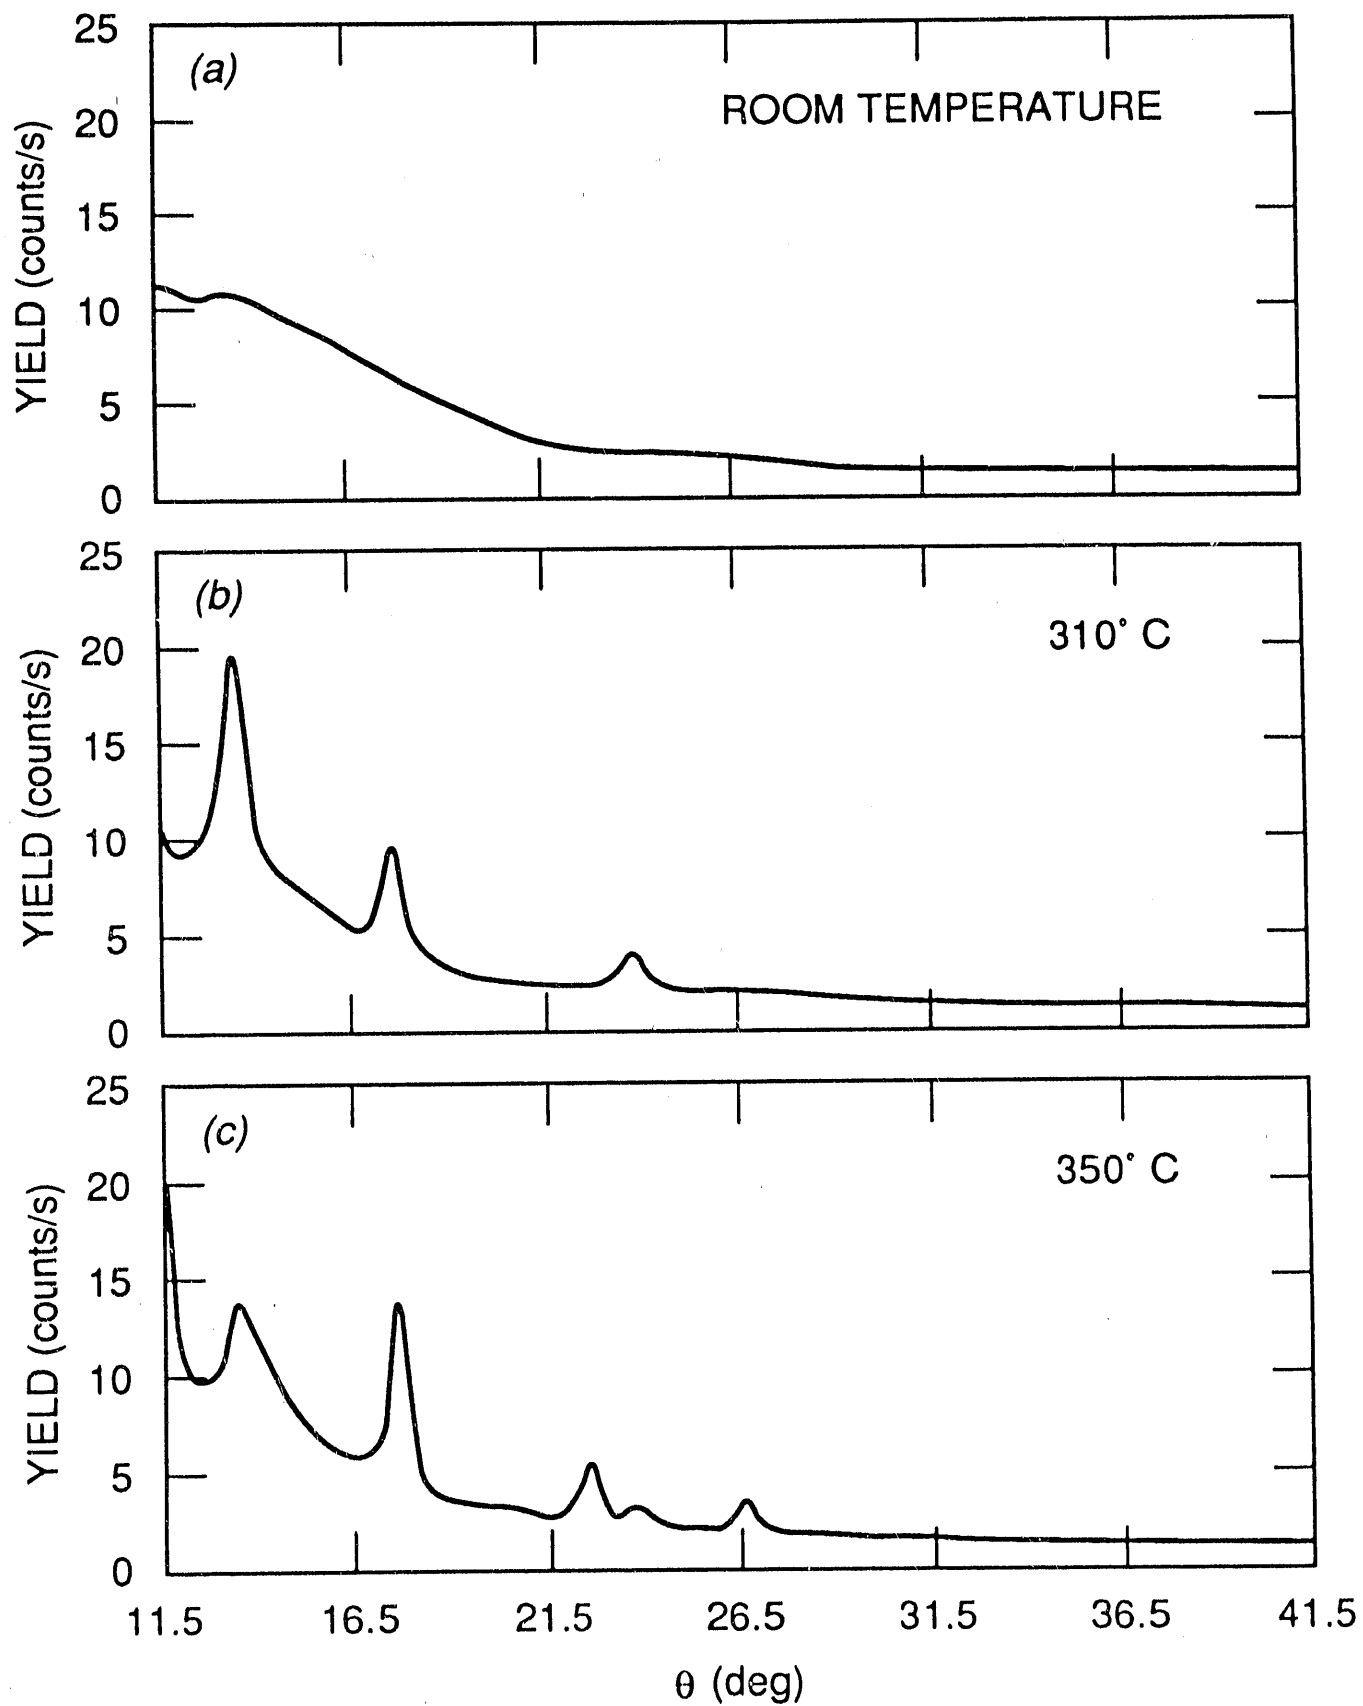 25
(a)
ROOM TEMPERATURE
20
15
10
5
0
YIELD (counts/s)
25
(b)
310° C
20
15
10
5
0
YIELD (counts/s)
25
(c)
350° C
20
15
10
5
0
YIELD (counts/s)
11.5 16.5 21.5 26.5 31.5 36.5 41.5
θ (deg)